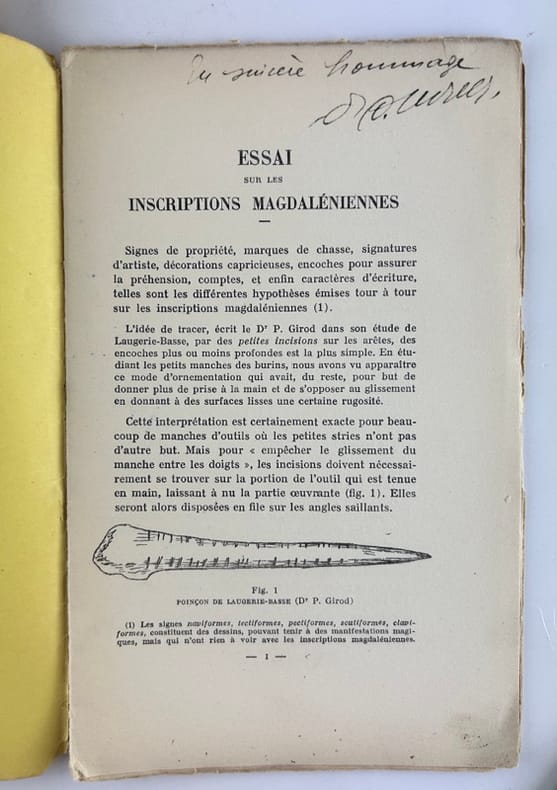 En sincère hommage
ESSAI
SUR LES
INSCRIPTIONS MAGDALÉNIENNES
Signes de propriété, marques de chasse, signatures
d'artiste, décorations capricieuses, encoches pour assurer
la préhension, comptes, et enfin caractères d'écriture,
telles sont les différentes hypothèses émises tour à tour
sur les inscriptions magdaléniennes (1).
L'idée de tracer, écrit le Dʳ P. Girod dans son étude de
Laugerie-Basse, par des petites incisions sur les arêtes, des
encoches plus ou moins profondes est la plus simple. En étu-
diant les petits manches des burins, nous avons vu apparaître
ce mode d'ornementation qui avait, du reste, pour but de
donner plus de prise à la main et de s'opposer au glissement
en donnant à des surfaces lisses une certaine rugosité.
Cette interprétation est certainement exacte pour beau-
coup de manches d'outils où les petites stries n'ont pas
d'autre but. Mais pour « empêcher le glissement du
manche entre les doigts », les incisions doivent nécessai-
rement se trouver sur la portion de l'outil qui est tenue
en main, laissant à nu la partie œuvrante (fig. 1). Elles
seront alors disposées en file sur les angles saillants.
Fig. 1
POINÇON DE LAUGERIE-BASSE (Dʳ P. Girod)
(1) Les signes naviformes, tectiformes, pectiformes, scutiformes, clavi-
formes, constituent des dessins, pouvant tenir à des manifestations magi-
ques, mais qui n'ont rien à voir avec les inscriptions magdaléniennes.
— 1 —